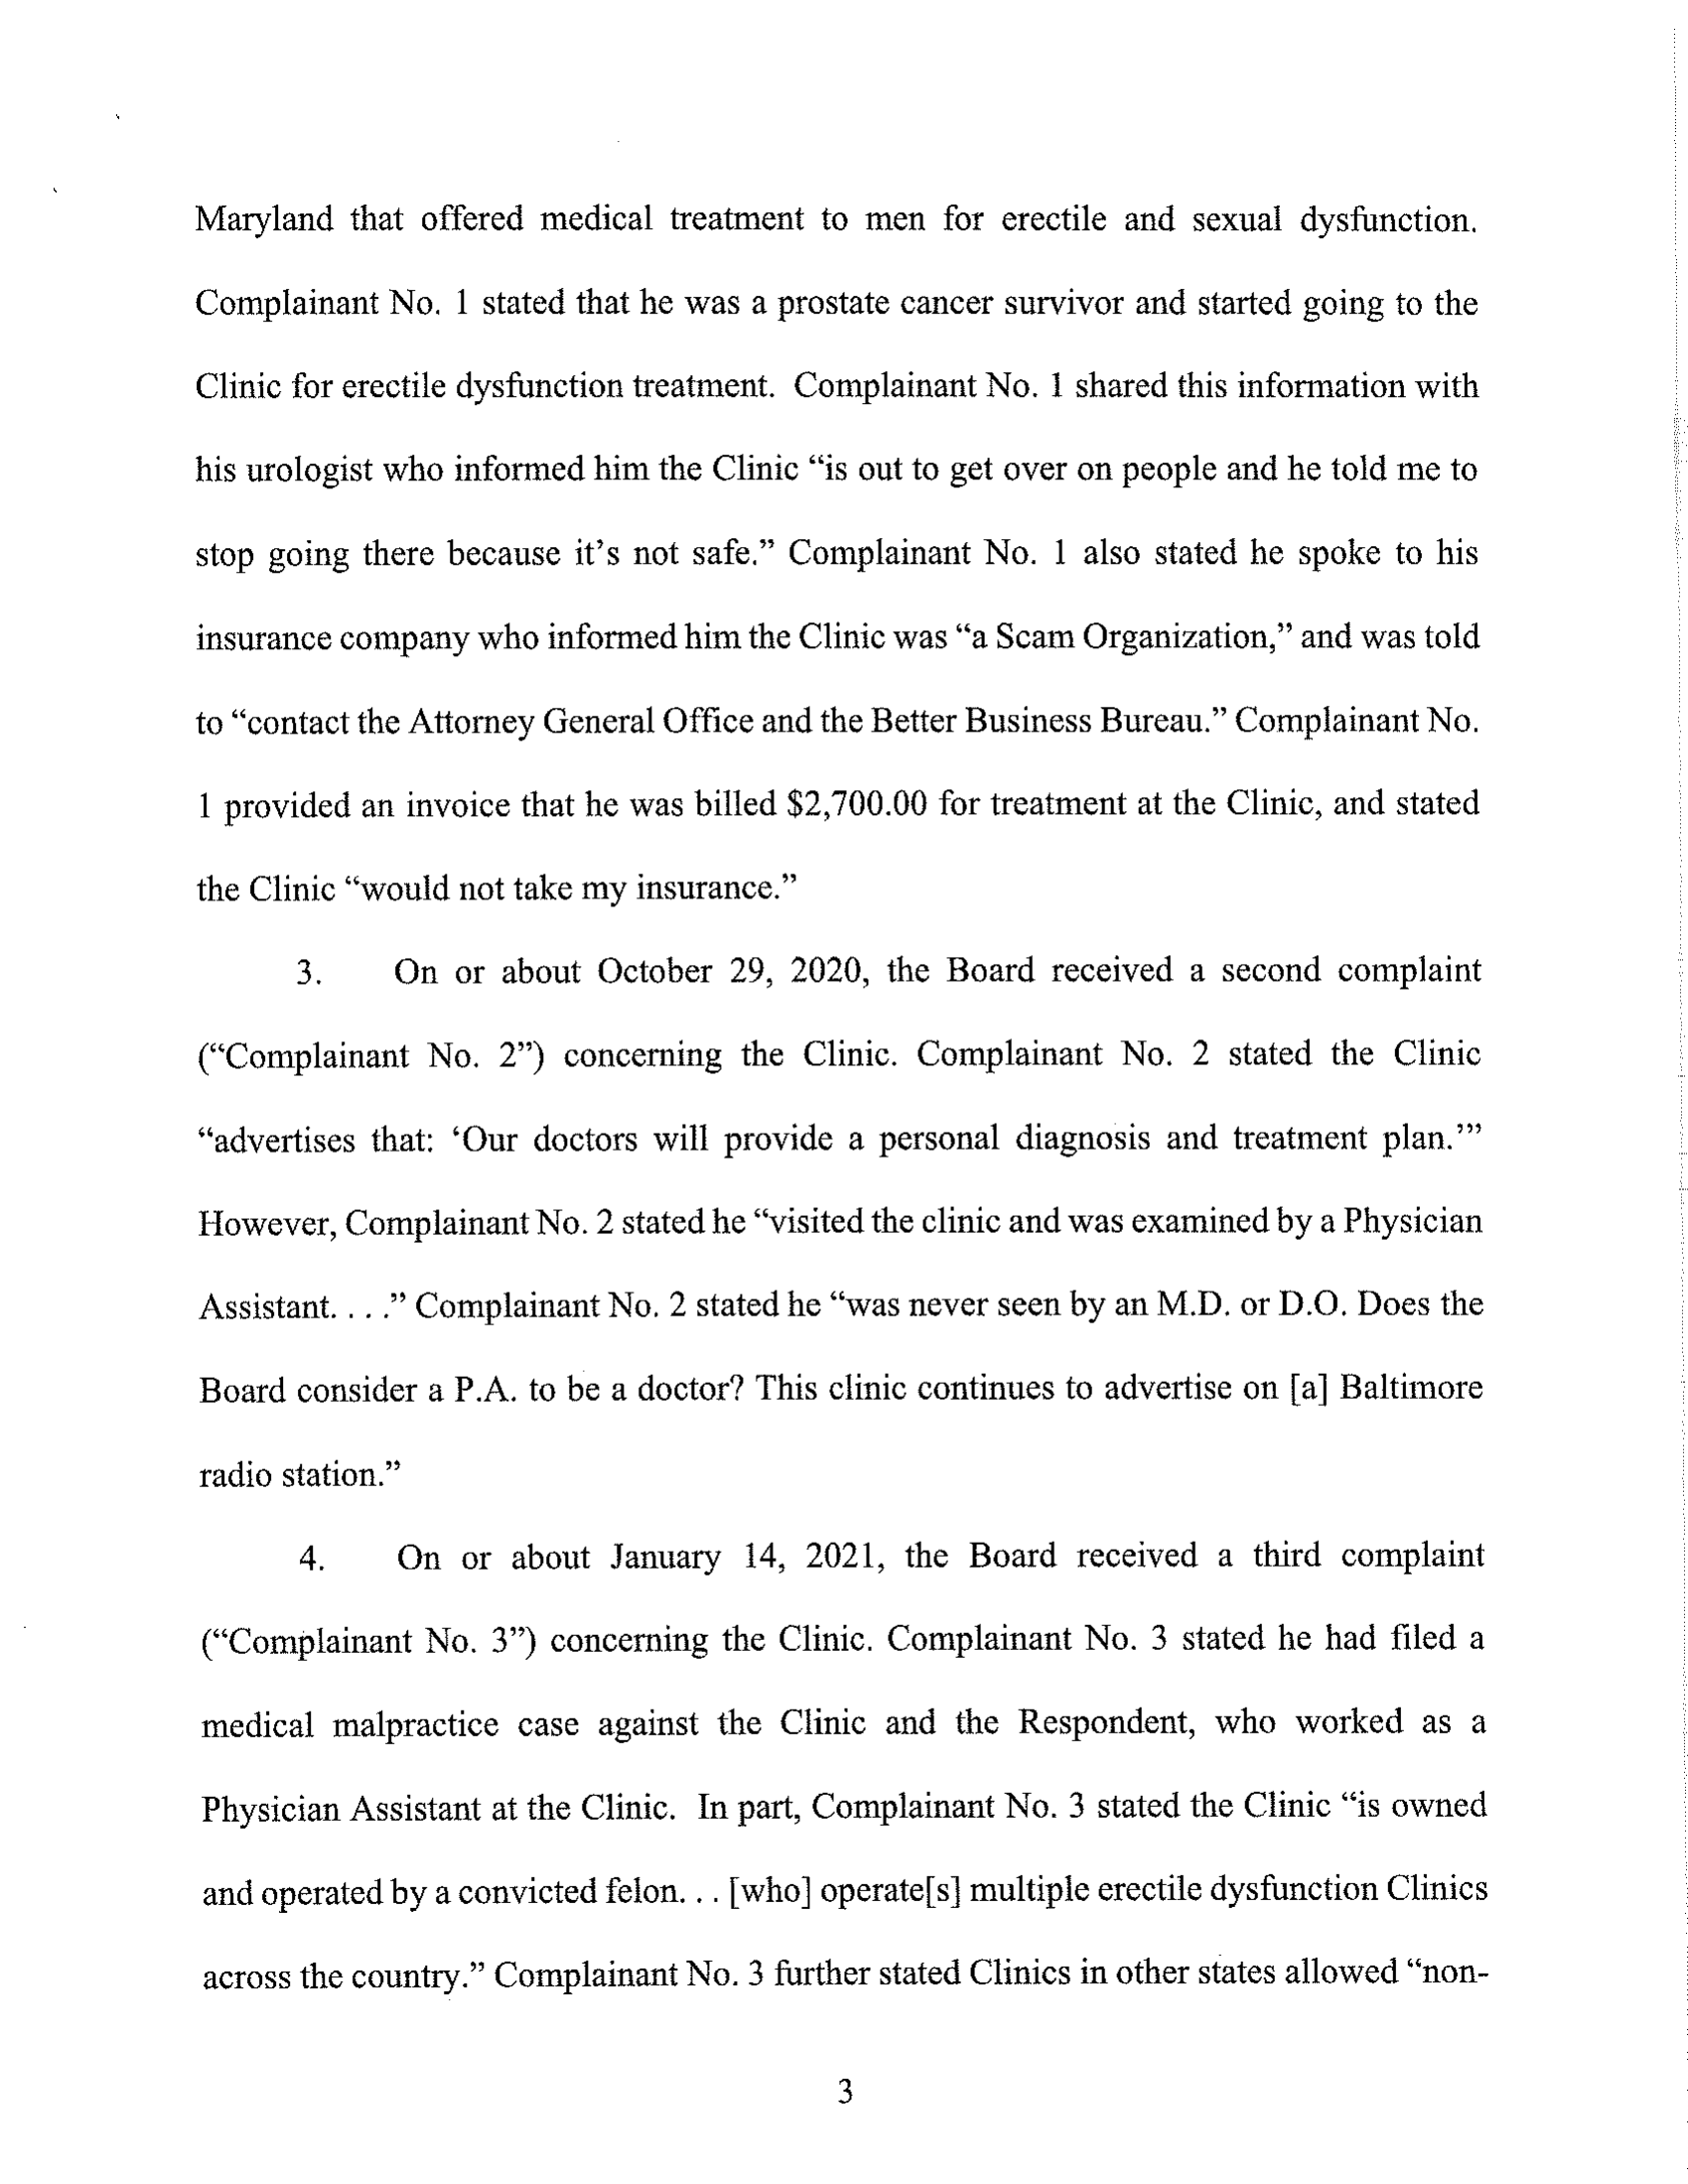 Maryland that offered medical treatment to men for erectile and sexual dysfunction.
Complainant No. 1 stated that he was a prostate cancer survivor and started going to the
Clinic for erectile dysfunction treatment. Complainant No. 1 shared this information with
his urologist who informed him the Clinic “is out to get over on people and he told me to
stop going there because it’s not safe.” Complainant No. 1 also stated he spoke to his
insurance company who informed him the Clinic was “a Scam Organization,” and was told
to “contact the Attorney General Office and the Better Business Bureau.” Complainant No.
1 provided an invoice that he was billed $2,700.00 for treatment at the Clinic, and stated
the Clinic “would not take my insurance.”
3. On or about October 29, 2020, the Board received a second complaint
(“Complainant No. 2”) concerning the Clinic. Complainant No. 2 stated the Clinic
“advertises that: ‘Our doctors will provide a personal diagnosis and treatment plan.’”
However, Complainant No. 2 stated he “visited the clinic and was examined by a Physician
Assistant. . . .” Complainant No. 2 stated he “was never seen by an M.D. or D.O. Does the
Board consider a P.A. to be a doctor? This clinic continues to advertise on [a] Baltimore
radio station.”
4. On or about January 14, 2021, the Board received a third complaint
(“Complainant No. 3”) concerning the Clinic. Complainant No. 3 stated he had filed a
medical malpractice case against the Clinic and the Respondent, who worked as a
Physician Assistant at the Clinic. In part, Complainant No. 3 stated the Clinic “is owned
and operated by a convicted felon. . . [who] operate[s] multiple erectile dysfunction Clinics
across the country.” Complainant No. 3 further stated Clinics in other states allowed “non-
3